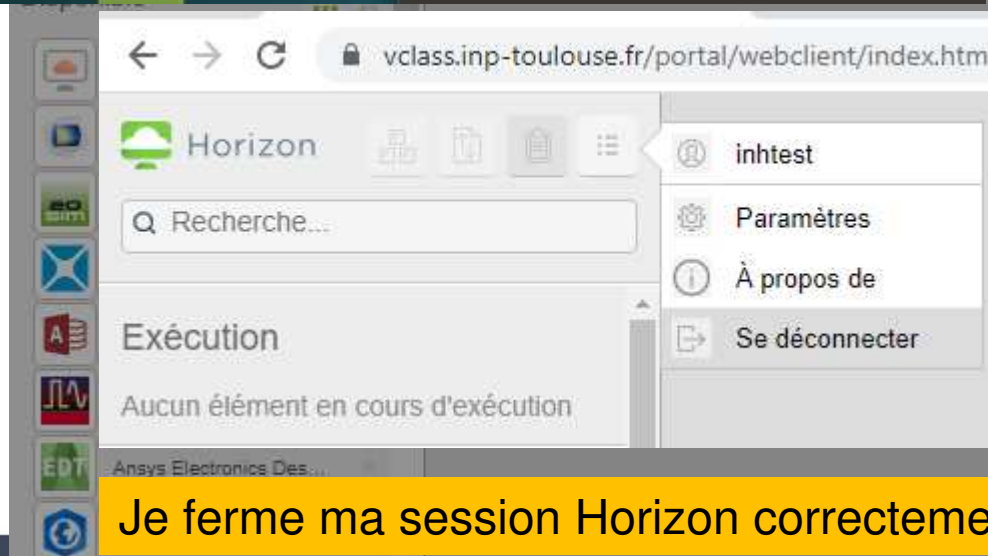 vclass.inp-toulouse.fr/portal/webclient/index.htm
Horizon
inhtest
Recherche...
Paramètres
À propos de
Exécution
Se déconnecter
Aucun élément en cours d'exécution
EDT
Ansys Electronics Des...
Je ferme ma session Horizon correcteme